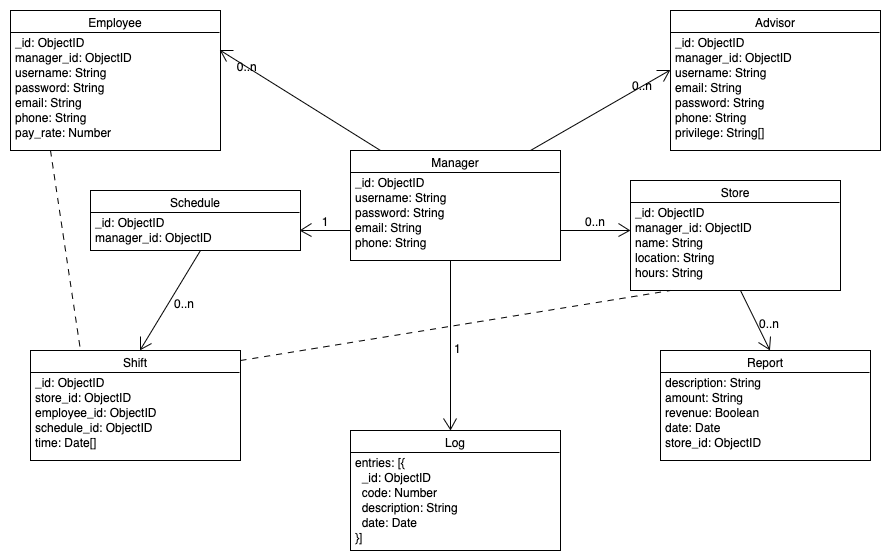 Employee
_id: ObjectID
manager_id: ObjectID
username: String
password: String
email: String
phone: String
pay_rate: Number
0..n
Advisor
_id: ObjectID
manager_id: ObjectID
username: String
email: String
password: String
phone: String
privilege: String[]
0..n
Manager
_id: ObjectID
username: String
password: String
email: String
phone: String
Schedule
_id: ObjectID
manager_id: ObjectID
1
0..n
Store
_id: ObjectID
manager_id: ObjectID
name: String
location: String
hours: String
0..n
0..n
1
Shift
_id: ObjectID
store_id: ObjectID
employee_id: ObjectID
schedule_id: ObjectID
time: Date[]
Report
description: String
amount: String
revenue: Boolean
date: Date
store_id: ObjectID
Log
entries: [{
_id: ObjectID
code: Number
description: String
date: Date
}]